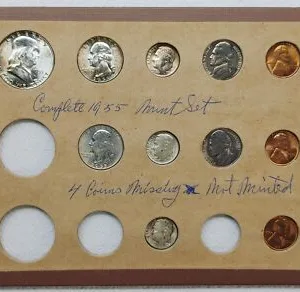 Complete 1955 Mint Set
4 Coins Missing Not Minted